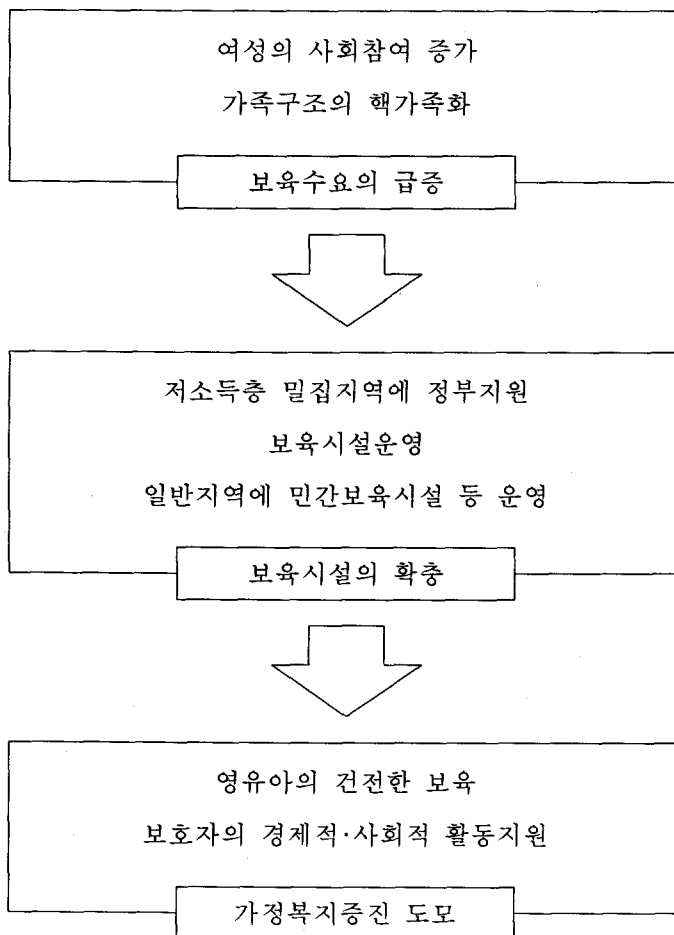 여성의 사회참여 증가
가족구조의 핵가족화
보육수요의 급증
저소득층 밀집지역에 정부지원
보육시설운영
일반지역에 민간보육시설 등 운영
보육시설의 확충
영유아의 건전한 보육
보호자의 경제적·사회적 활동지원
가정복지증진 도모